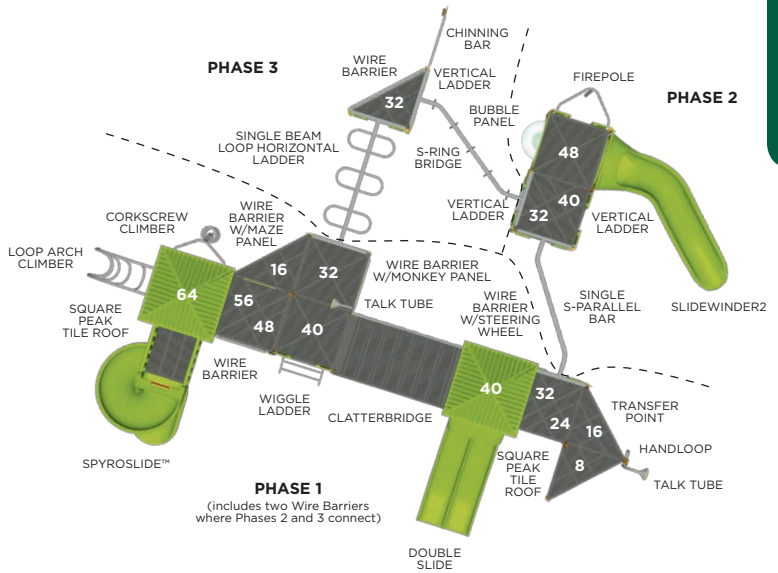 CHINNING
BAR
WIRE
BARRIER
PHASE 3
VERTICAL
LADDER
FIREPOLE
PHASE 2
32
BUBBLE
PANEL
SINGLE BEAM
LOOP HORIZONTAL
LADDER
S-RING
BRIDGE
48
40
32
VERTICAL
LADDER
VERTICAL
LADDER
WIRE
BARRIER
W/MAZE
PANEL
CORKSCREW
CLIMBER
LOOP ARCH
CLIMBER
16
32
WIRE BARRIER
W/MONKEY PANEL
64
56
TALK TUBE
WIRE
BARRIER
W/STEERING
WHEEL
SINGLE
S-PARALLEL
BAR
SLIDEWINDER2
SQUARE
PEAK
TILE ROOF
48
40
WIRE
BARRIER
WIGGLE
LADDER
CLATTERBRIDGE
40
32
24
16
8
TRANSFER
POINT
HANDLOOP
TALK TUBE
SQUARE
PEAK
TILE
ROOF
SPYROSLIDE™
PHASE 1
(includes two Wire Barriers
where Phases 2 and 3 connect)
DOUBLE
SLIDE